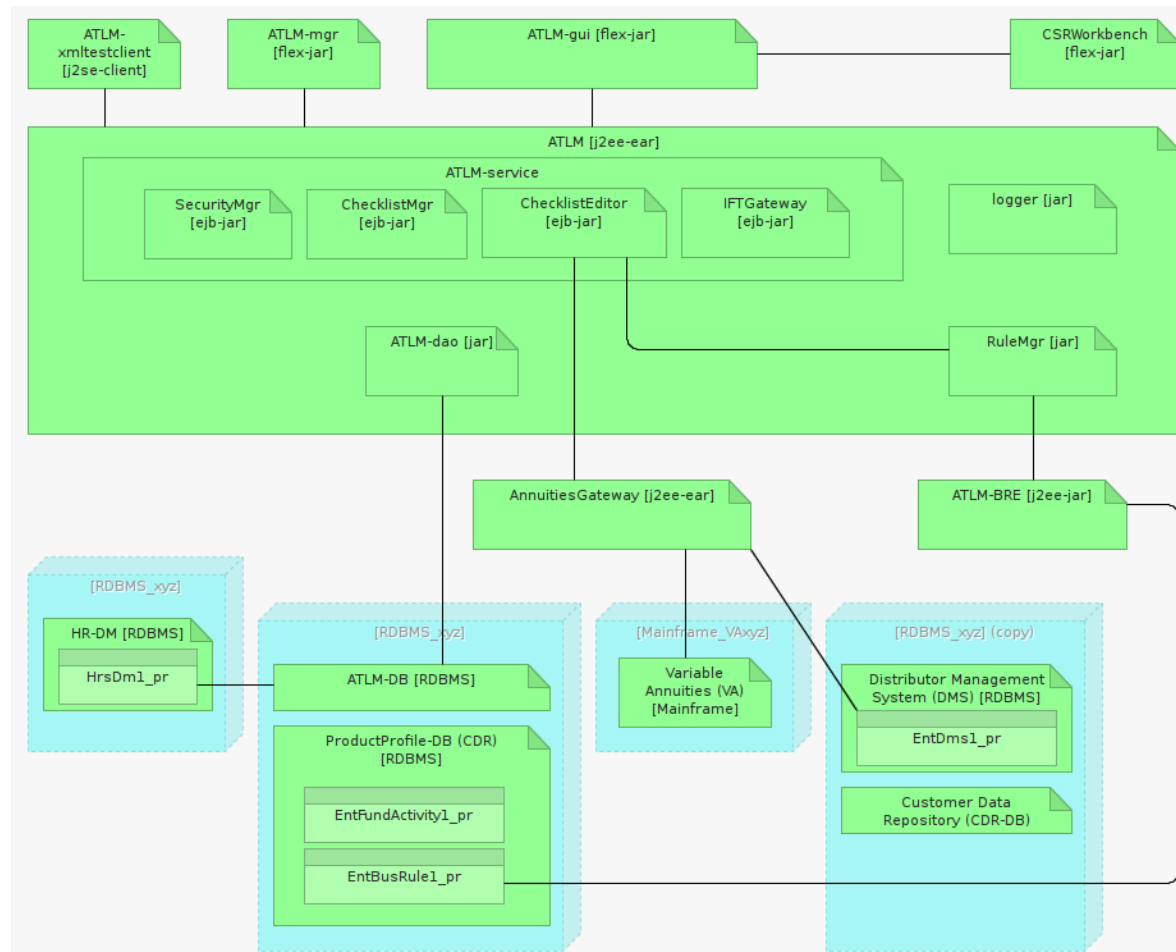 ATLM-
xmltestclient
[j2se-client]
ATLM-mgr
[flex-jar]
ATLM-gui [flex-jar]
CSRWorkbench
[flex-jar]
ATLM [j2ee-ear]
ATLM-service
SecurityMgr
[ejb-jar]
ChecklistMgr
[ejb-jar]
ChecklistEditor
[ejb-jar]
IFTGateway
[ejb-jar]
logger [jar]
ATLM-dao [jar]
RuleMgr [jar]
AnnuitiesGateway [j2ee-ear]
ATLM-BRE [j2ee-jar]
[RDBMS_xyz]
HR-DM [RDBMS]
HrsDm1_pr
[RDBMS_xyz]
ATLM-DB [RDBMS]
ProductProfile-DB (CDR)
[RDBMS]
EntFundActivity1_pr
EntBusRule1_pr
[Mainframe_VAxyz]
Variable
Annuities (VA)
[Mainframe]
[RDBMS_xyz] (copy)
Distributor Management
System (DMS) [RDBMS]
EntDms1_pr
Customer Data
Repository (CDR-DB)